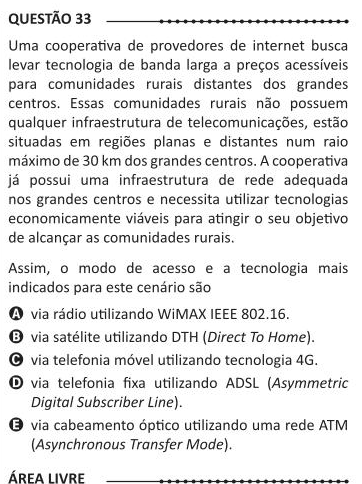 QUESTÃO 33
Uma cooperativa de provedores de internet busca
levar tecnologia de banda larga a preços acessíveis
para comunidades rurais distantes dos grandes
centros. Essas comunidades rurais não possuem
qualquer infraestrutura de telecomunicações, estão
situadas em regiões planas e distantes num raio
máximo de 30 km dos grandes centros. A cooperativa
já possui uma infraestrutura de rede adequada
nos grandes centros e necessita utilizar tecnologias
economicamente viáveis para atingir o seu objetivo
de alcançar as comunidades rurais.
Assim, o modo de acesso e a tecnologia mais
indicados para este cenário são
A via rádio utilizando WiMAX IEEE 802.16.
B via satélite utilizando DTH (Direct To Home).
C via telefonia móvel utilizando tecnologia 4G.
D via telefonia fixa utilizando ADSL (Asymmetric
Digital Subscriber Line).
E via cabeamento óptico utilizando uma rede ATM
(Asynchronous Transfer Mode).
ÁREA LIVRE